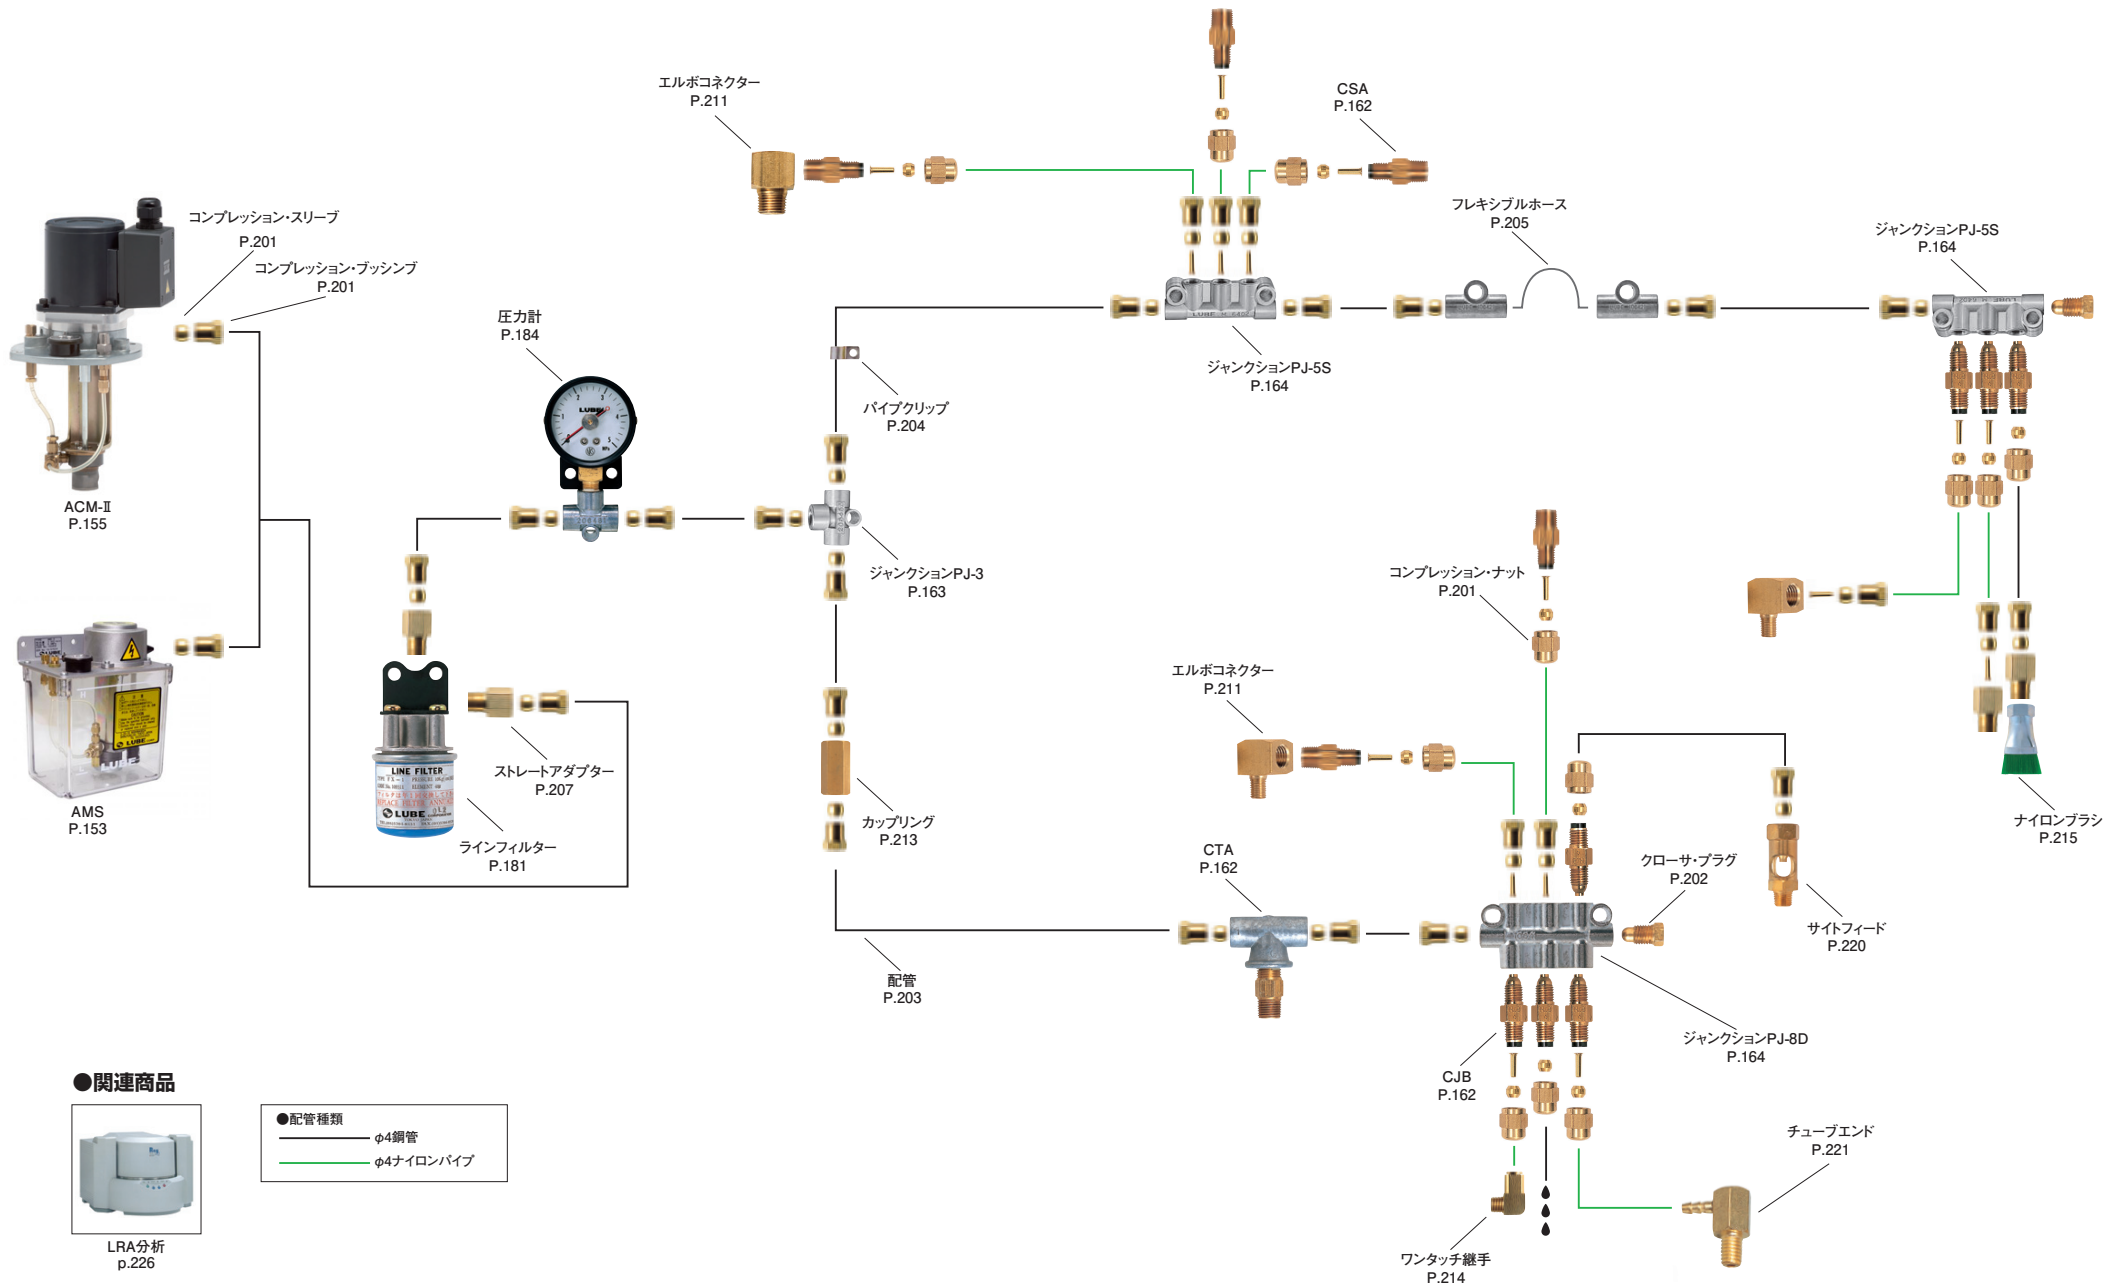 エルボコネクター
P.211
CSA
P.162
コンプレッション・スリーブ
P.201
コンプレッション・ブッシンブ
P.201
フレキシブルホース
P.205
ジャンクションPJ-5S
P.164
圧力計
P.184
LUBE
ジャンクションPJ-5S
P.164
パイプクリップ
P.204
ACM-Ⅱ
P.155
ジャンクションPJ-3
P.163
コンプレッション・ナット
P.201
エルボコネクター
P.211
ストレートアダプター
P.207
LINE FILTER
LUBE
AMS
P.153
LUBE
LUBE
ラインフィルター
P.181
カップリング
P.213
CTA
P.162
ナイロンブラシ
P.215
クローサ・プラグ
P.202
サイトフィード
P.220
配管
P.203
ジャンクションPJ-8D
P.164
CJB
P.162
●関連商品
●配管種類
φ4鋼管
φ4ナイロンパイプ
チューブエンド
P.221
LRA分析
p.226
ワンタッチ継手
P.214